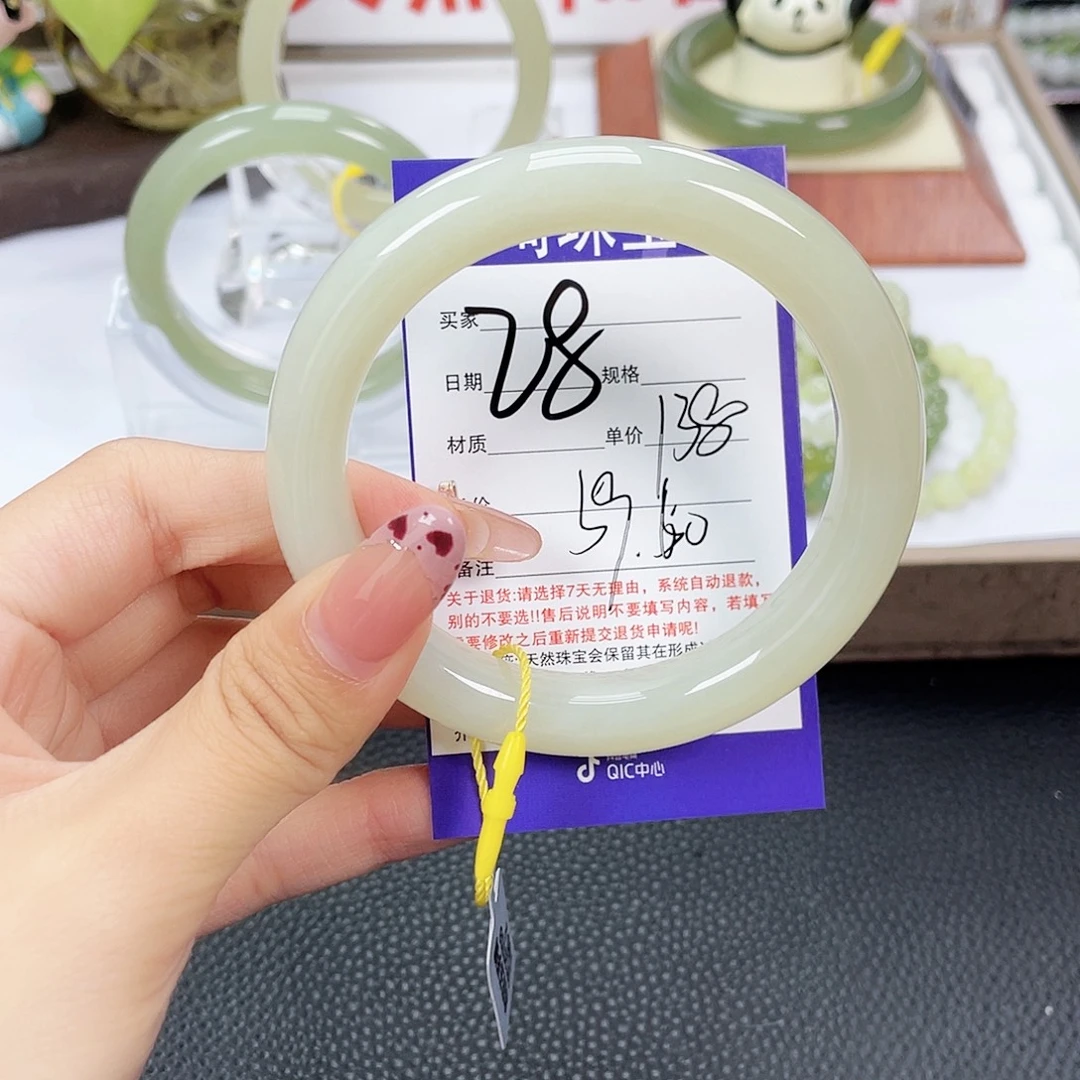 买家
28
日期 规格
材质 单价 138
价 59.60
备注
关于退货:请选择7天无理由，系统自动退款，
别的不要选!!售后说明不要填写内容，若填写
要修改之后重新提交退货申请呢!
天然珠宝会保留其在形成
QIC中心